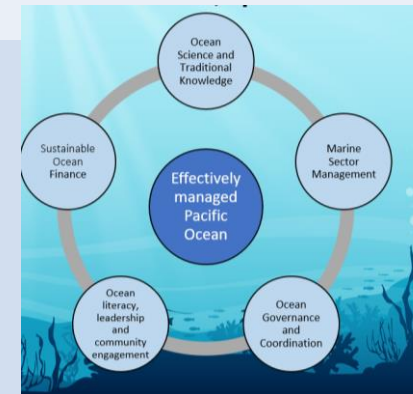 Ocean
Science and
Traditional
Knowledge
Sustainable
Ocean
Finance
Marine
Sector
Management
Effectively
managed
Pacific
Ocean
Ocean
literacy,
leadership
and
community
engagement
Ocean
Governance
and
Coordination